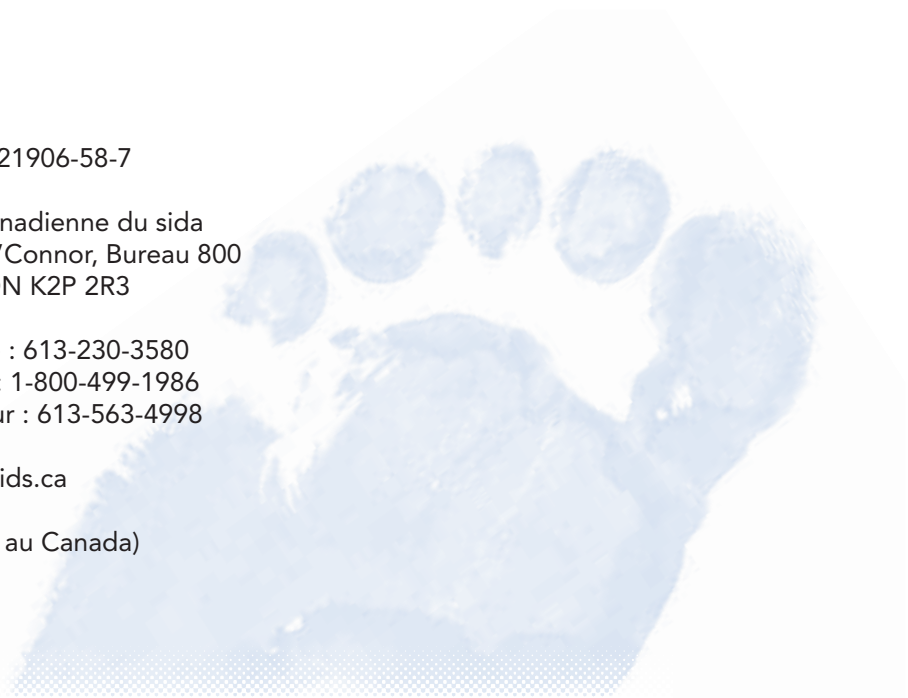 21906-58-7
nadienne du sida
'Connor, Bureau 800
N K2P 2R3
: 613-230-3580
: 1-800-499-1986
ur : 613-563-4998
ids.ca
au Canada)